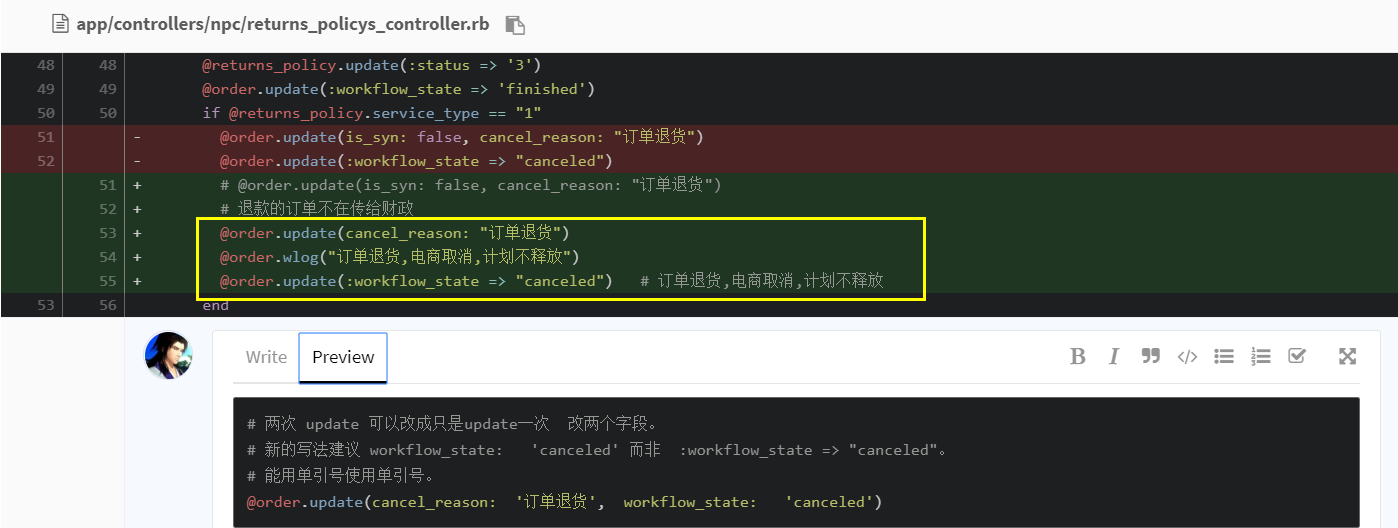 app/controllers/npc/returns_policys_controller.rb
48 48 @returns_policy.update(:status => '3')
49 49 @order.update(:workflow_state => 'finished')
50 50 if @returns_policy.service_type == "1"
51 - @order.update(is_syn: false, cancel_reason: "订单退货")
52 - @order.update(:workflow_state => "canceled")
51 + # @order.update(is_syn: false, cancel_reason: "订单退货")
52 + # 退款的订单不在传给财政
53 + @order.update(cancel_reason: "订单退货")
54 + @order.wlog("订单退货,电商取消,计划不释放")
55 + @order.update(:workflow_state => "canceled") # 订单退货,电商取消,计划不释放
53 56 end
Write Preview
# 两次 update 可以改成只是update一次 改两个字段。
# 新的写法建议 workflow_state: 'canceled' 而非 :workflow_state => "canceled"。
# 能用单引号使用单引号。
@order.update(cancel_reason: '订单退货', workflow_state: 'canceled')